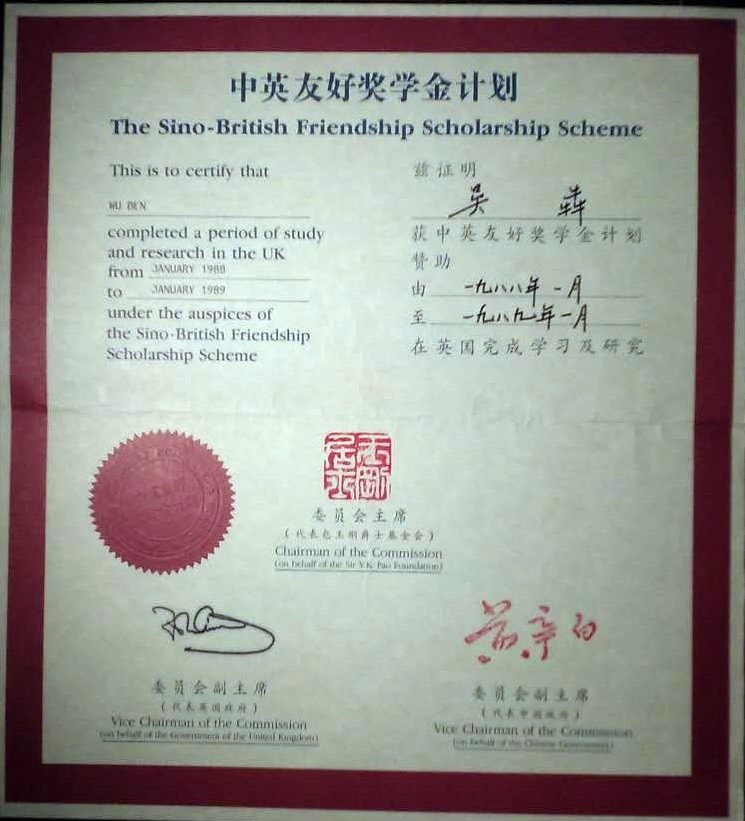 中英友好奖学金计划
The Sino-British Friendship Scholarship Scheme
This is to certify that
WU BEN
completed a period of study
and research in the UK
from JANUARY 1988
to JANUARY 1989
under the auspices of
the Sino-British Friendship
Scholarship Scheme
兹证明
吴 犇
获中英友好奖学金计划
赞助
由 一九八八年一月
至 一九八九年一月
在英国完成学习及研究
委员会主席
(代表包玉刚爵士基金会)
Chairman of the Commission
(on behalf of the Sir Y.K. Pao Foundation)
委员会副主席
(代表英国政府)
Vice Chairman of the Commission
(on behalf of the Government of the United Kingdom)
黄辛白
委员会副主席
(代表中国政府)
Vice Chairman of the Commission
(on behalf of the Chinese Government)